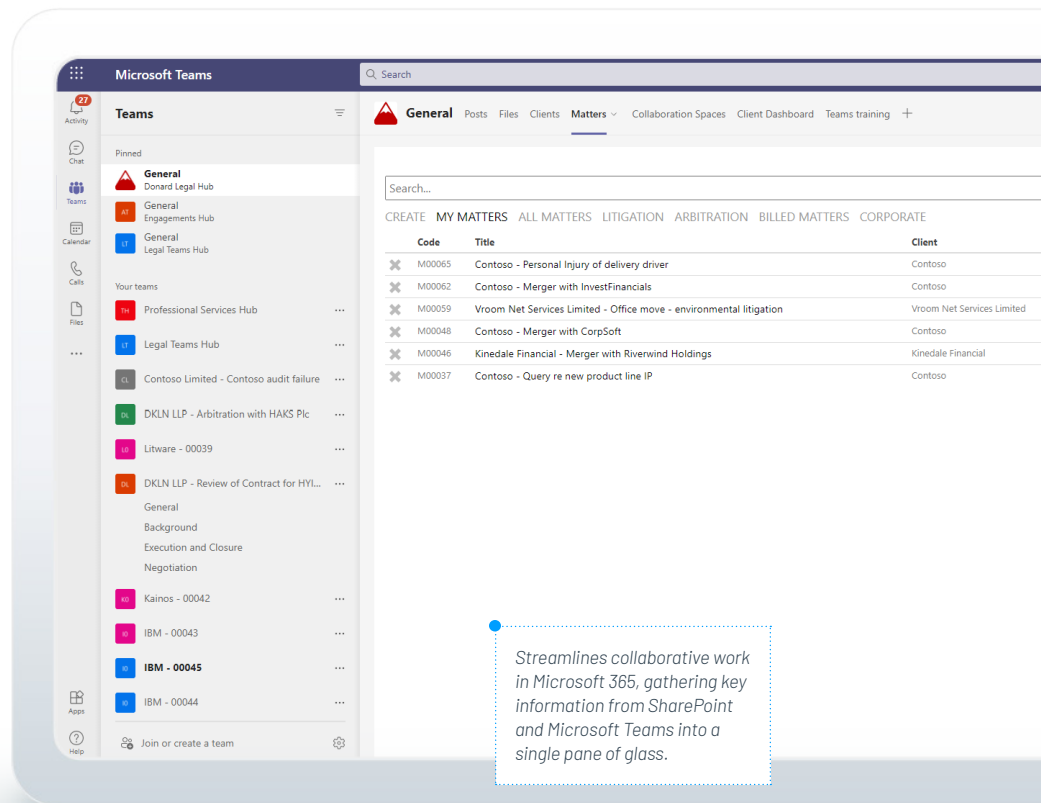 Microsoft Teams
Search
27
Activity
Chat
Teams
Calendar
Calls
Files
...
Apps
Help
Teams
Pinned
General
Donard Legal Hub
AT
General
Engagements Hub
LT
General
Legal Teams Hub
Your teams
TH Professional Services Hub ...
LT Legal Teams Hub ...
CL Contoso Limited - Contoso audit failure ...
DL DKLN LLP - Arbitration with HAKS Plc ...
L0 Litware - 00039 ...
DL DKLN LLP - Review of Contract for HYI... ...
General
Background
Execution and Closure
Negotiation
K0 Kainos - 00042 ...
I0 IBM - 00043 ...
I0 IBM - 00045 ...
I0 IBM - 00044 ...
Join or create a team
General Posts Files Clients Matters Collaboration Spaces Client Dashboard Teams training +
Search...
CREATE MY MATTERS ALL MATTERS LITIGATION ARBITRATION BILLED MATTERS CORPORATE
Code Title Client
M00065 Contoso - Personal Injury of delivery driver Contoso
M00062 Contoso - Merger with InvestFinancials Contoso
M00059 Vroom Net Services Limited - Office move - environmental litigation Vroom Net Services Limited
M00048 Contoso - Merger with CorpSoft Contoso
M00046 Kinedale Financial - Merger with Riverwind Holdings Kinedale Financial
M00037 Contoso - Query re new product line IP Contoso
Streamlines collaborative work
in Microsoft 365, gathering key
information from SharePoint
and Microsoft Teams into a
single pane of glass.